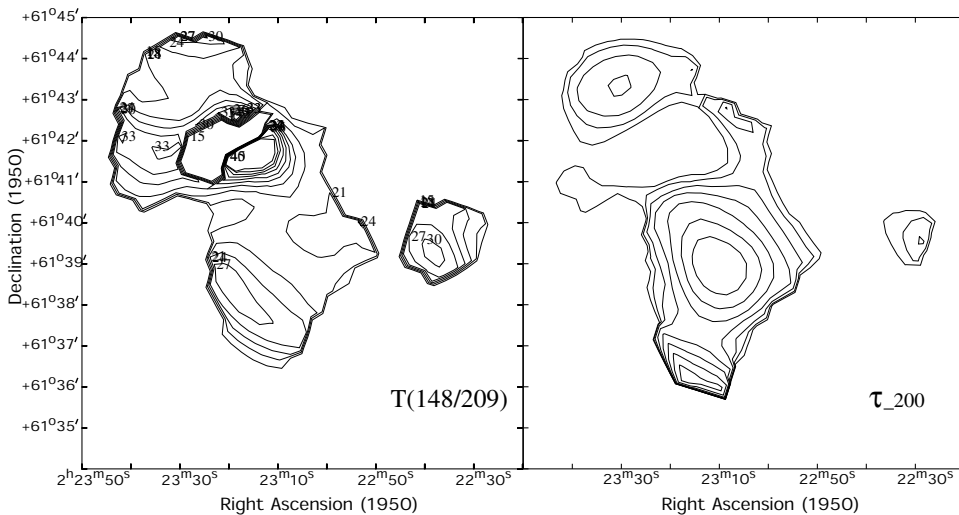 +61°45′
+61°44′
+61°43′
+61°42′
+61°41′
+61°40′
+61°39′
+61°38′
+61°37′
+61°36′
+61°35′
Declination (1950)
27
30
24
18
33
30
15
33
33
45
21
24
21
27
27
30
T(148/209)
τ_200
2ʰ23ᵐ50ˢ
23ᵐ30ˢ
23ᵐ10ˢ
22ᵐ50ˢ
22ᵐ30ˢ
Right Ascension (1950)
23ᵐ30ˢ
23ᵐ10ˢ
22ᵐ50ˢ
22ᵐ30ˢ
Right Ascension (1950)